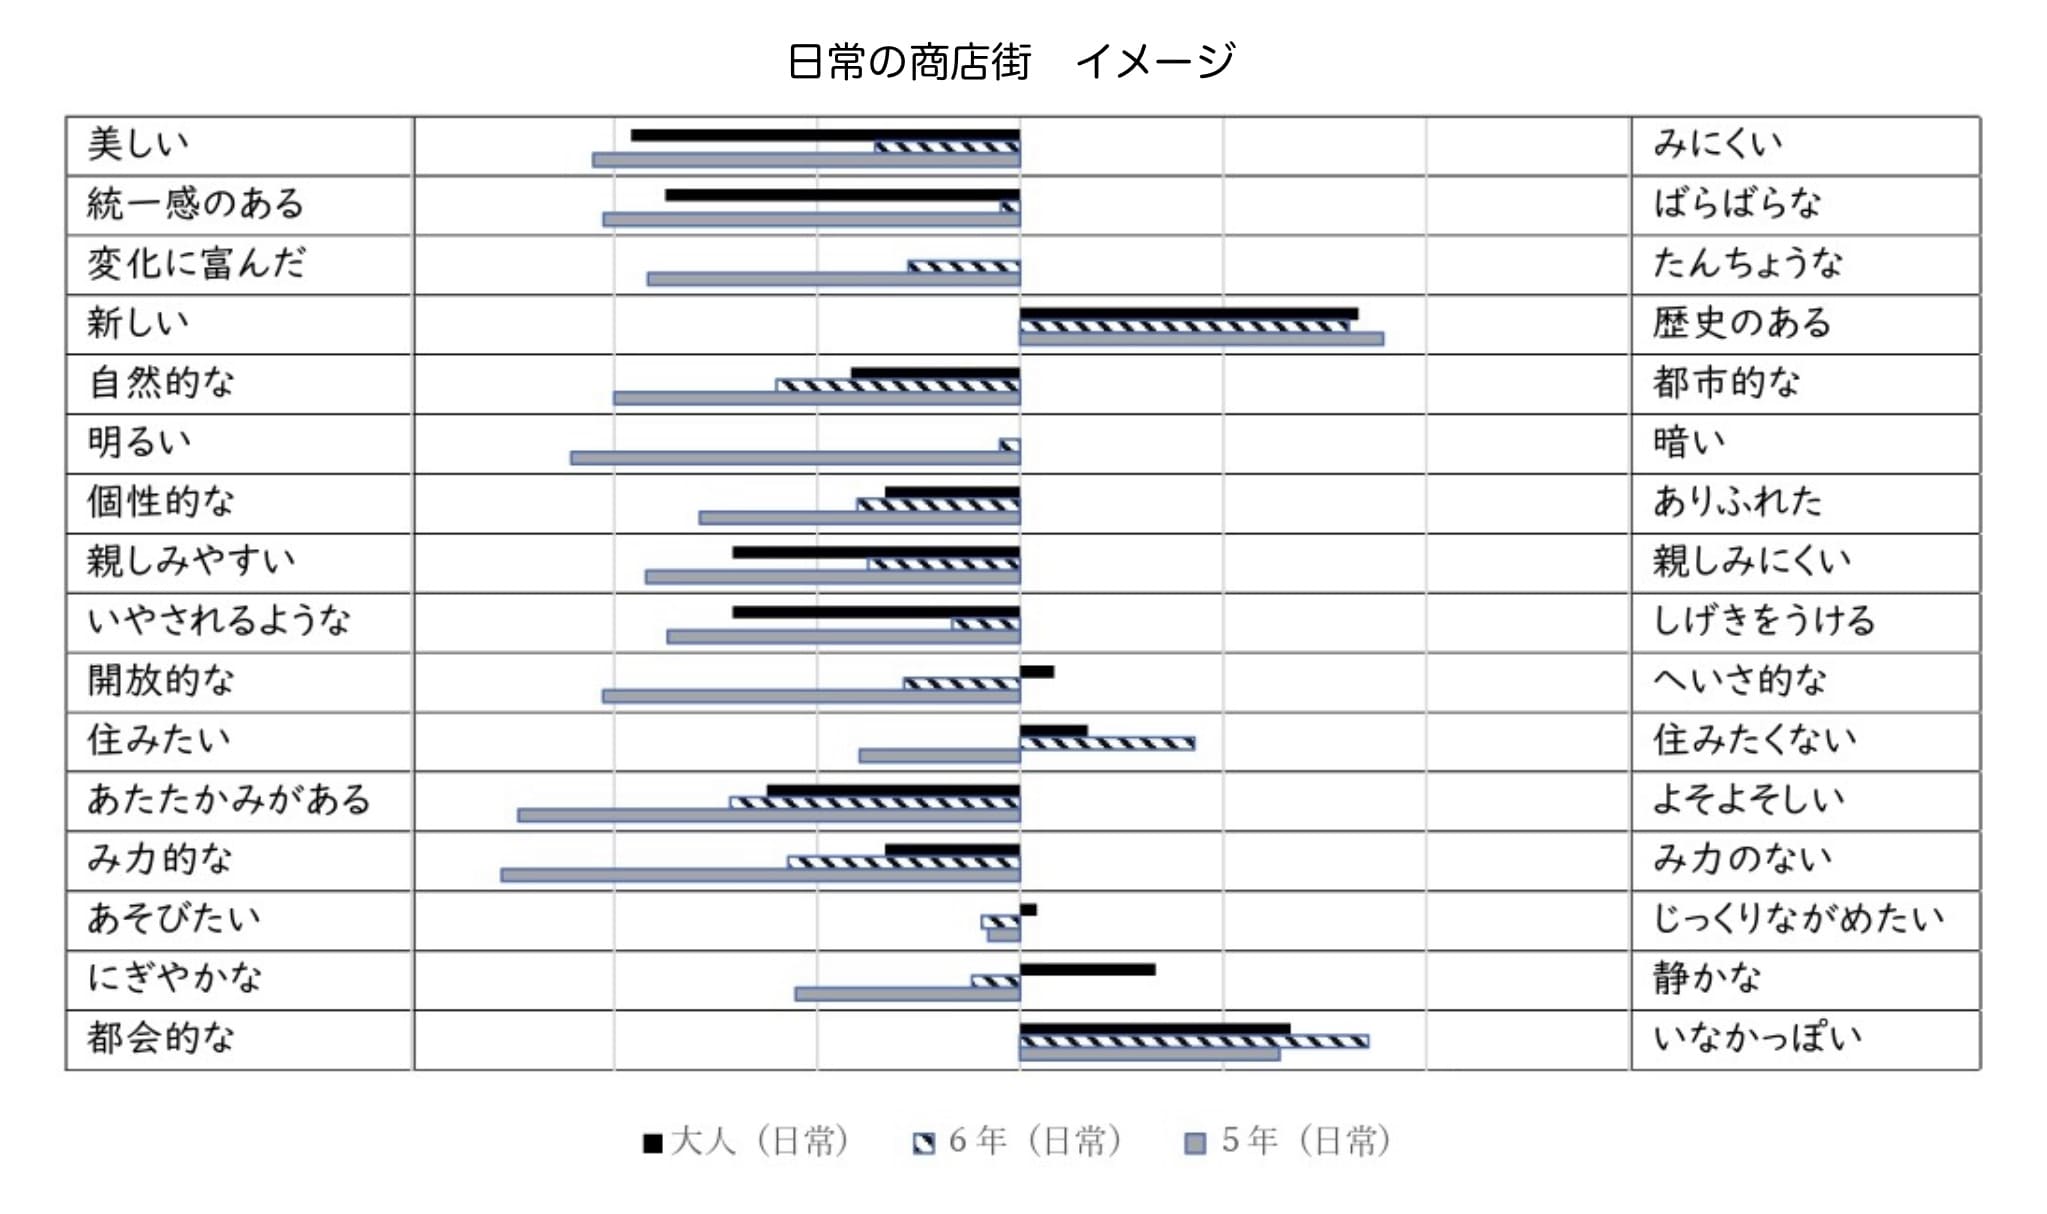 日常の商店街　イメージ
美しい　みにくい
統一感のある　ばらばらな
変化に富んだ　たんちょうな
新しい　歴史のある
自然的な　都市的な
明るい　暗い
個性的な　ありふれた
親しみやすい　親しみにくい
いやされるような　しげきをうける
開放的な　へいさ的な
住みたい　住みたくない
あたたかみがある　よそよそしい
み力的な　み力のない
あそびたい　じっくりながめたい
にぎやかな　静かな
都会的な　いなかっぽい
大人（日常）　6年（日常）　5年（日常）